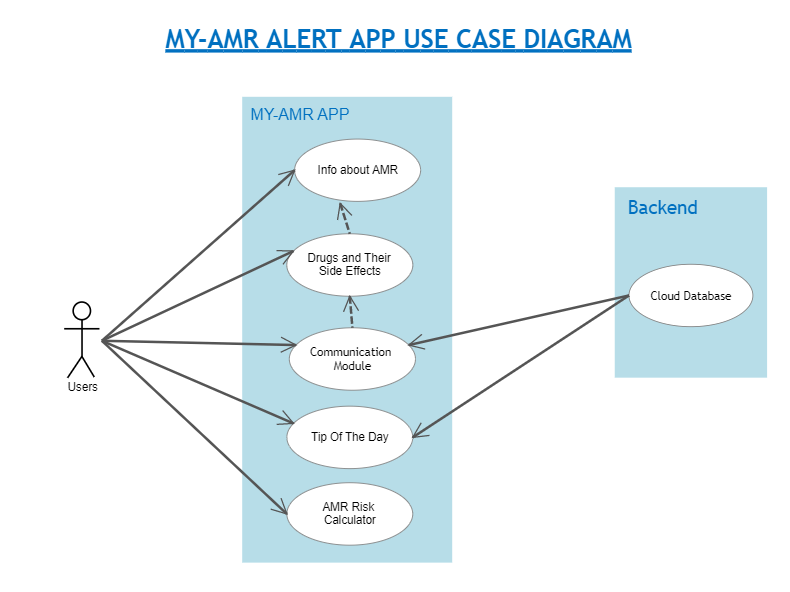 MY-AMR ALERT APP USE CASE DIAGRAM
MY-AMR APP
Info about AMR
Drugs and Their
Side Effects
Communication
Module
Tip Of The Day
AMR Risk
Calculator
Users
Backend
Cloud Database